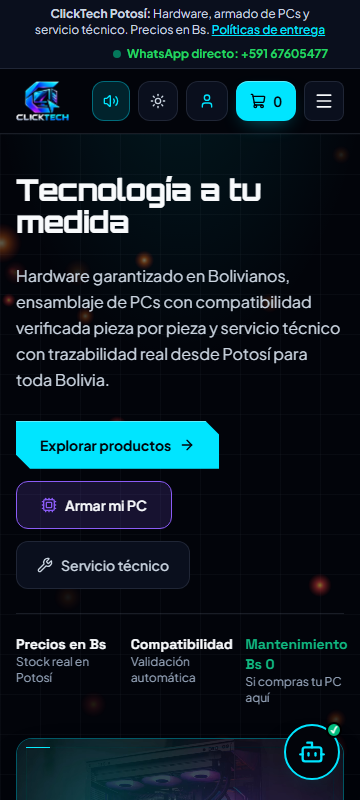 ClickTech Potosí: Hardware, armado de PCs y
servicio técnico. Precios en Bs. Políticas de entrega
WhatsApp directo: +591 67605477
CLICKTECH
0
Tecnología a tu
medida
Hardware garantizado en Bolivianos,
ensamblaje de PCs con compatibilidad
verificada pieza por pieza y servicio técnico
con trazabilidad real desde Potosí para
toda Bolivia.
Explorar productos →
Armar mi PC
Servicio técnico
Precios en Bs
Stock real en
Potosí
Compatibilidad
Validación
automática
Mantenimiento
Bs 0
Si compras tu PC
aquí